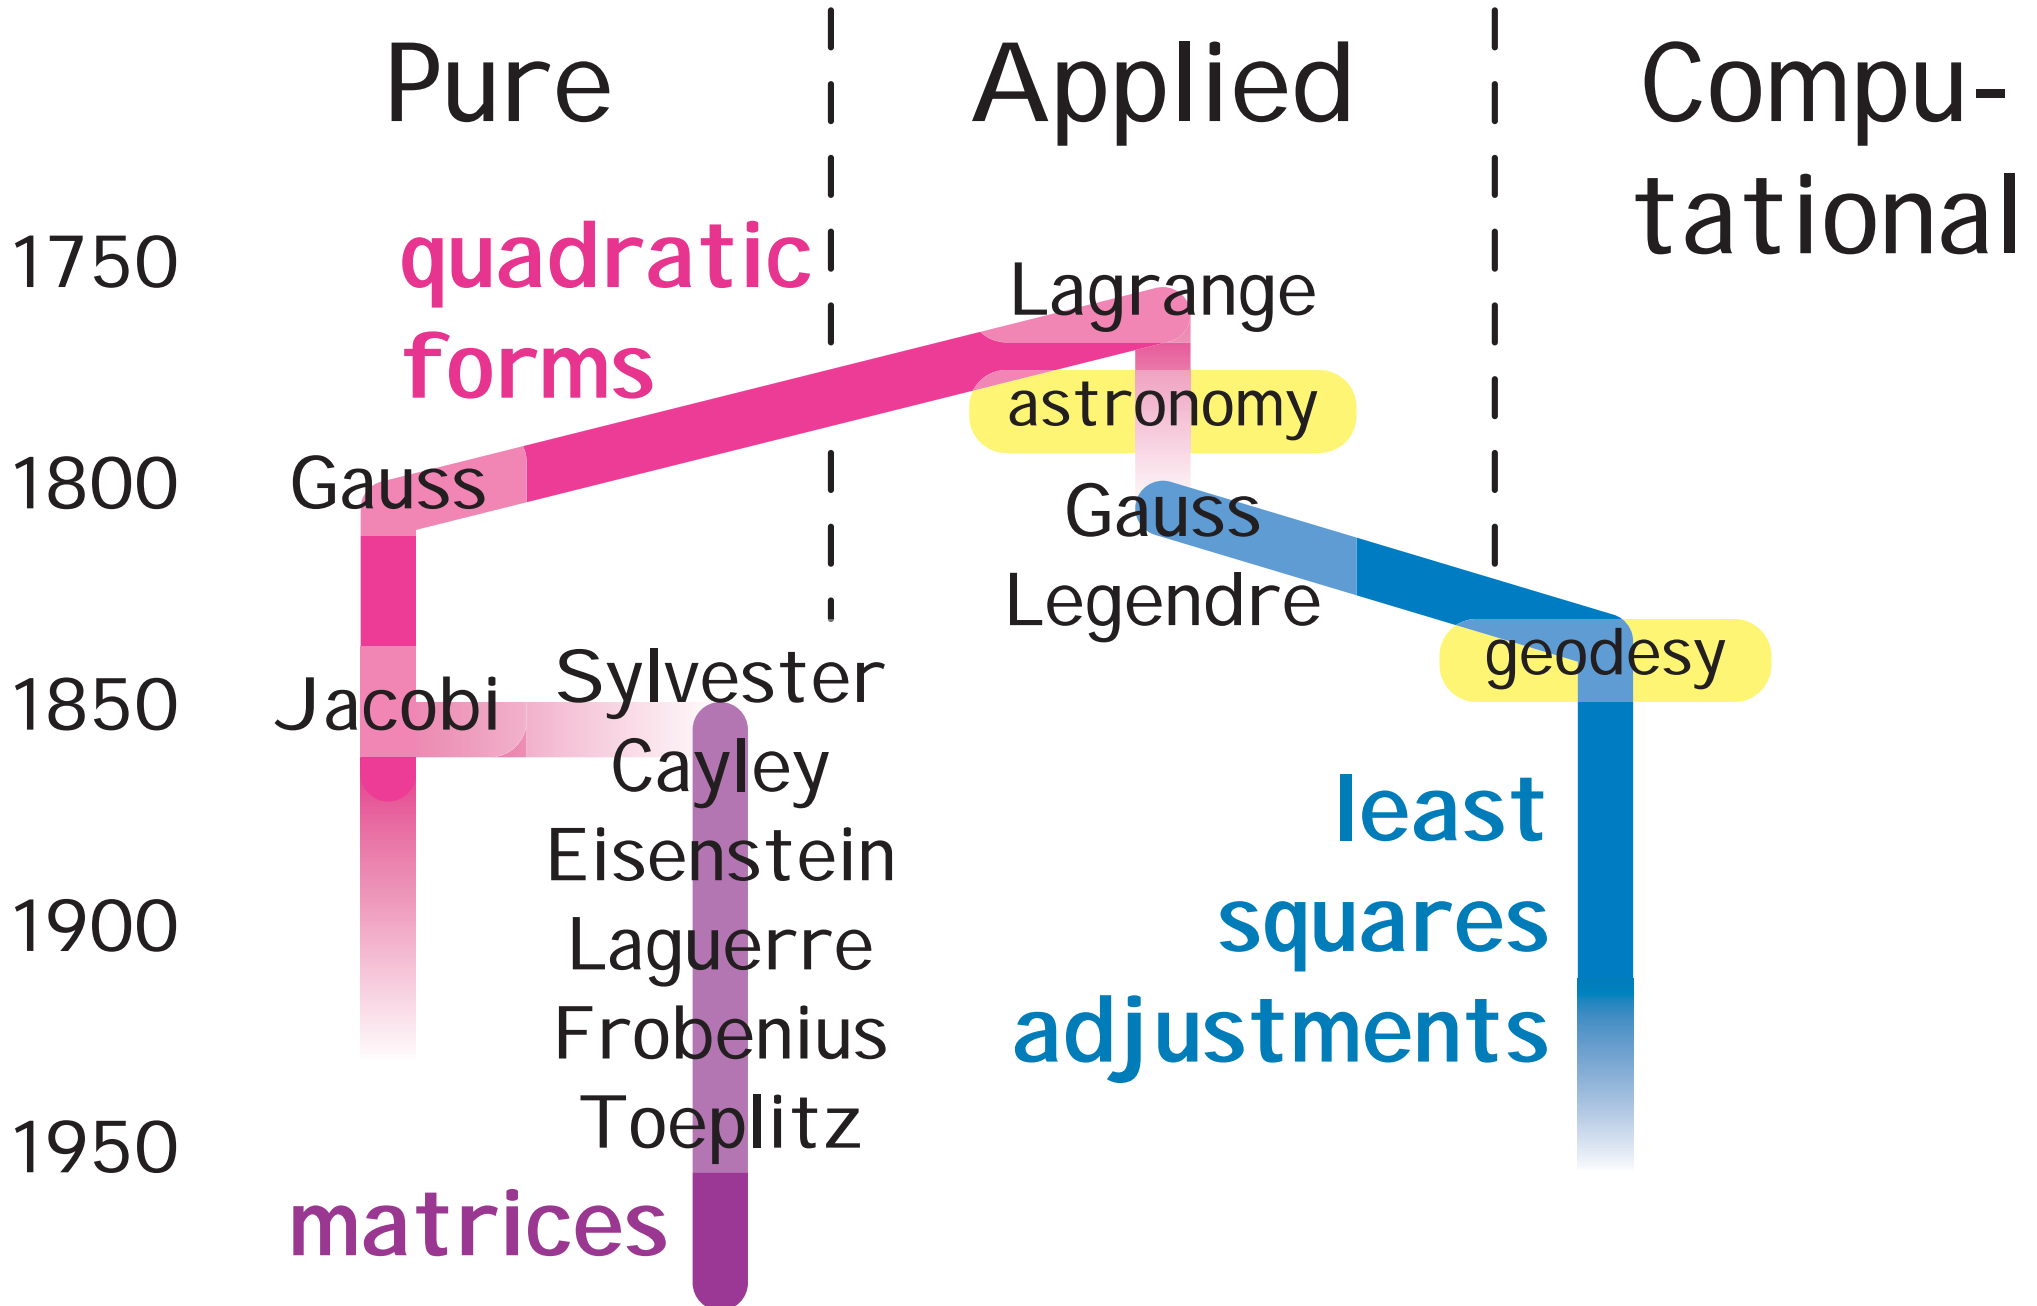 Pure
Applied
Compu-
tational
1750
quadratic
forms
Lagrange
astronomy
1800
Gauss
Gauss
Legendre
geodesy
1850
Jacobi
Sylvester
Cayley
Eisenstein
Laguerre
Frobenius
Toeplitz
least
squares
adjustments
1900
1950
matrices